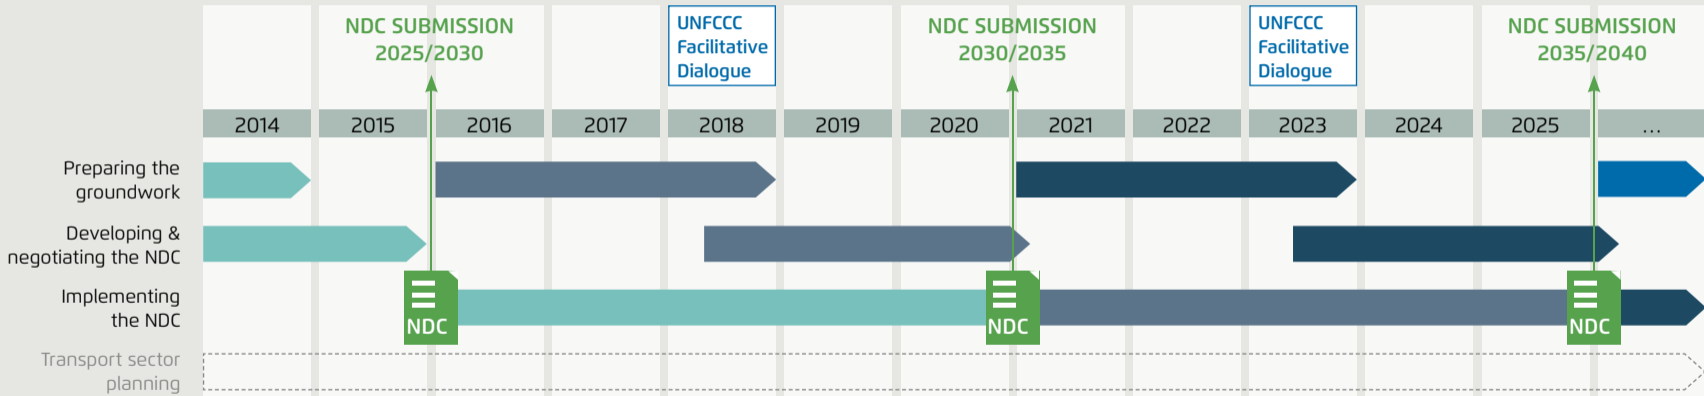 NDC SUBMISSION
2025/2030
UNFCCC
Facilitative
Dialogue
NDC SUBMISSION
2030/2035
UNFCCC
Facilitative
Dialogue
NDC SUBMISSION
2035/2040
2014 2015 2016 2017 2018 2019 2020 2021 2022 2023 2024 2025 ...
Preparing the
groundwork
Developing &
negotiating the NDC
Implementing
the NDC
NDC NDC NDC
Transport sector
planning